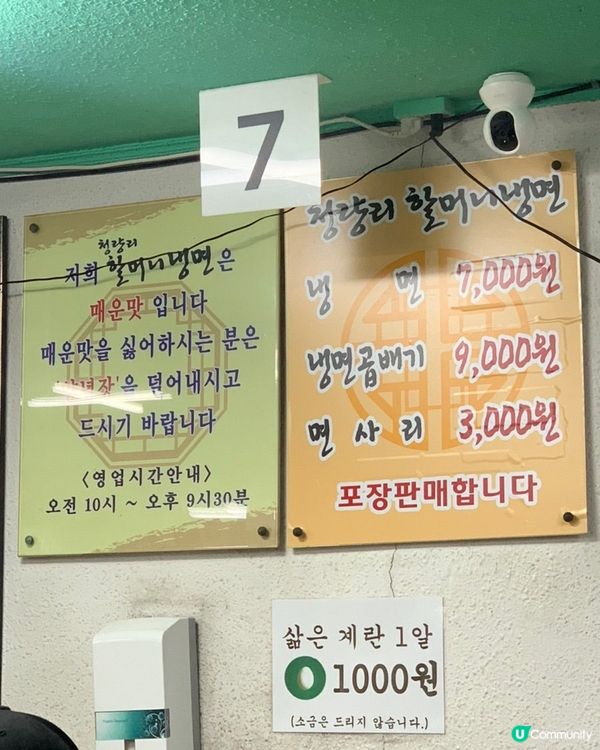 7
청량리
저희 할머니냉면은
매운맛 입니다
매운맛을 싫어하시는 분은
'양념장'은 덜어내시고
드시기 바랍니다
〈영업시간안내〉
오전 10시 ~ 오후 9시30분
청량리 할머니냉면
냉 면 7,000원
냉면곱배기 9,000원
면 사 리 3,000원
포장판매합니다
삶은 계란 1알
1000원
(소금은 드리지 않습니다.)
U Community